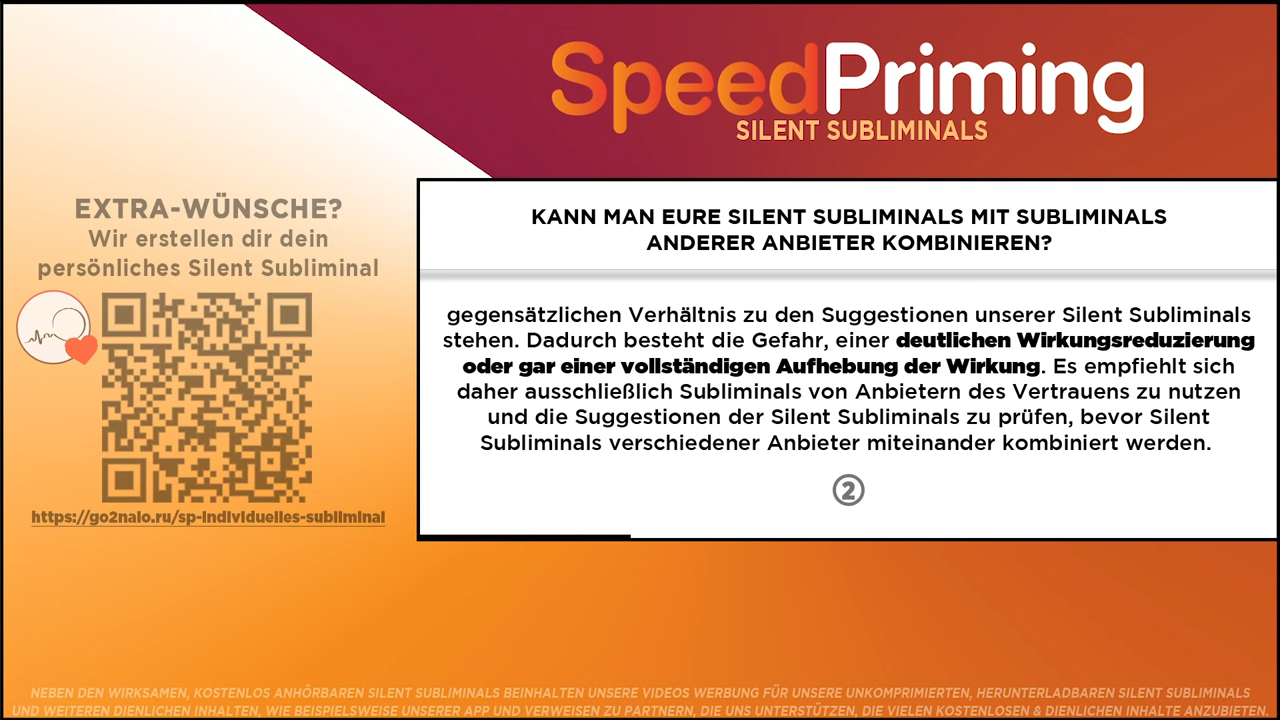 SpeedPriming
SILENT SUBLIMINALS
EXTRA-WÜNSCHE?
Wir erstellen dir dein
persönliches Silent Subliminal
https://go2nalo.ru/sp-individuelles-subliminal
KANN MAN EURE SILENT SUBLIMINALS MIT SUBLIMINALS
ANDERER ANBIETER KOMBINIEREN?
gegensätzlichen Verhältnis zu den Suggestionen unserer Silent Subliminals
stehen. Dadurch besteht die Gefahr, einer deutlichen Wirkungsreduzierung
oder gar einer vollständigen Aufhebung der Wirkung. Es empfiehlt sich
daher ausschließlich Subliminals von Anbietern des Vertrauens zu nutzen
und die Suggestionen der Silent Subliminals zu prüfen, bevor Silent
Subliminals verschiedener Anbieter miteinander kombiniert werden.
②
NEBEN DEN WIRKSAMEN, KOSTENLOS ANHÖRBAREN SILENT SUBLIMINALS BEINHALTEN UNSERE VIDEOS WERBUNG FÜR UNSERE UNKOMPRIMIERTEN, HERUNTERLADBAREN SILENT SUBLIMINALS
UND WEITEREN DIENLICHEN INHALTEN, WIE BEISPIELSWEISE UNSERER APP UND VERWEISEN ZU PARTNERN, DIE UNS UNTERSTÜTZEN, DIE VIELEN KOSTENLOSEN & DIENLICHEN INHALTE ANZUBIETEN.